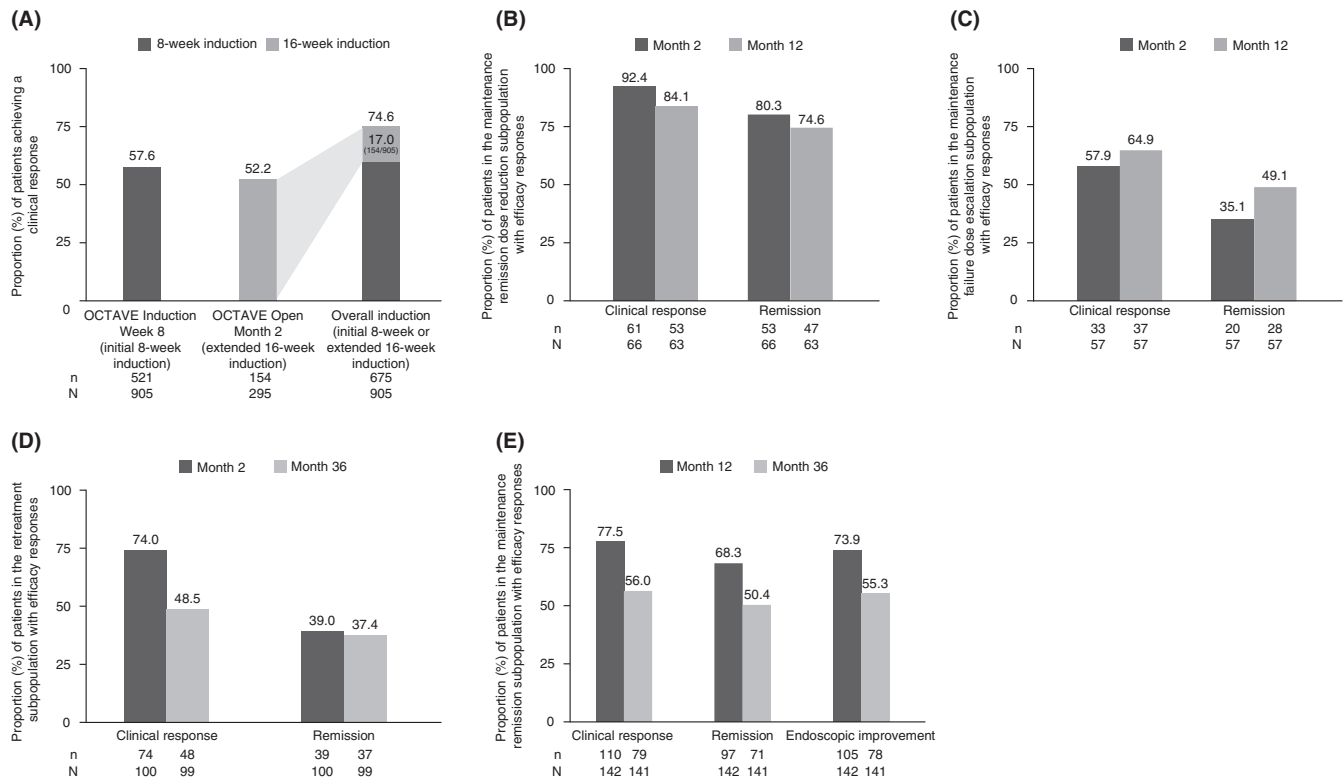 (A)
8-week induction 16-week induction
Proportion (%) of patients achieving a
clinical response
100
75
50
25
0
57.6
52.2
74.6
17.0
(154/905)
OCTAVE Induction
Week 8
(initial 8-week
induction)
OCTAVE Open
Month 2
(extended 16-week
induction)
Overall induction
(initial 8-week or
extended 16-week
induction)
n 521 154 675
N 905 295 905
(B)
Month 2 Month 12
Proportion (%) of patients in the maintenance
remission dose reduction subpopulation
with efficacy responses
100
75
50
25
0
92.4
84.1
80.3
74.6
Clinical response Remission
n 61 53 53 47
N 66 63 66 63
(C)
Month 2 Month 12
Proportion (%) of patients in the maintenance
failure dose escalation subpopulation
with efficacy responses
100
75
50
25
0
57.9
64.9
35.1
49.1
Clinical response Remission
n 33 37 20 28
N 57 57 57 57
(D)
Month 2 Month 36
Proportion (%) of patients in the retreatment
subpopulation with efficacy responses
100
75
50
25
0
74.0
48.5
39.0
37.4
Clinical response Remission
n 74 48 39 37
N 100 99 100 99
(E)
Month 12 Month 36
Proportion (%) of patients in the maintenance
remission subpopulation with efficacy responses
100
75
50
25
0
77.5
56.0
68.3
50.4
73.9
55.3
Clinical response Remission Endoscopic improvement
n 110 79 97 71 105 78
N 142 141 142 141 142 141